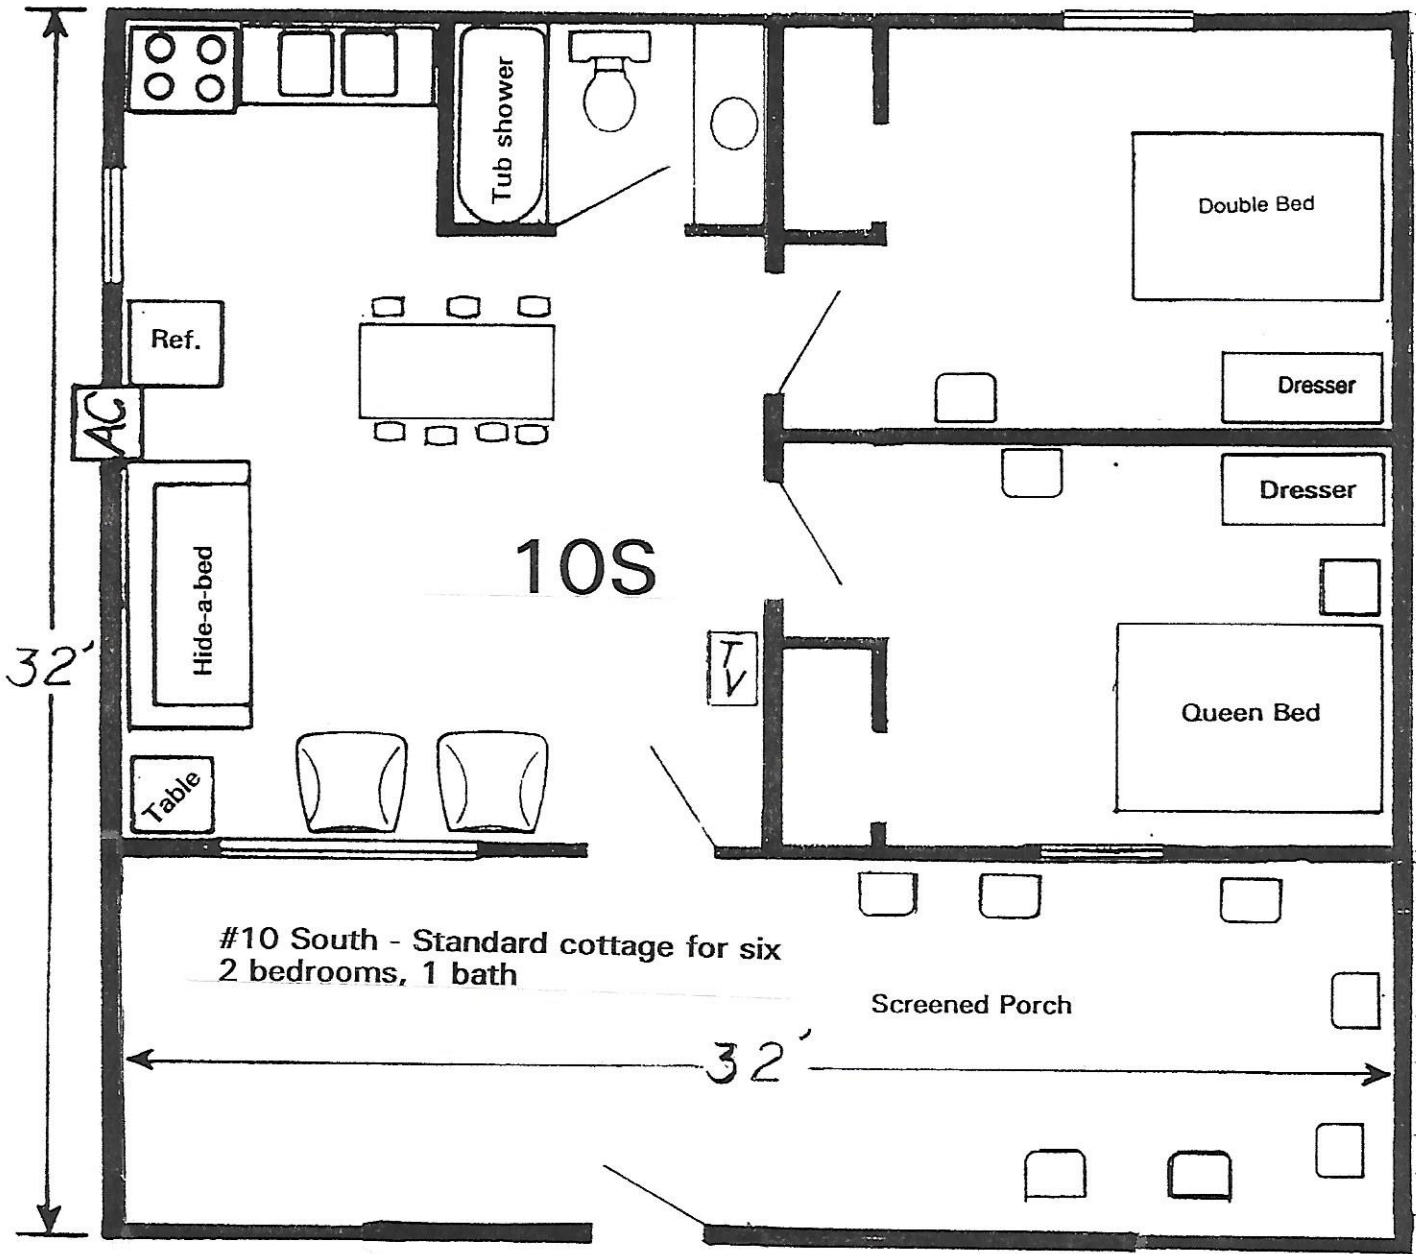 Tub shower
Double Bed
Ref.
Dresser
AC
Dresser
10S
Hide-a-bed
32'
TV
Queen Bed
Table
#10 South - Standard cottage for six
2 bedrooms, 1 bath
Screened Porch
32'